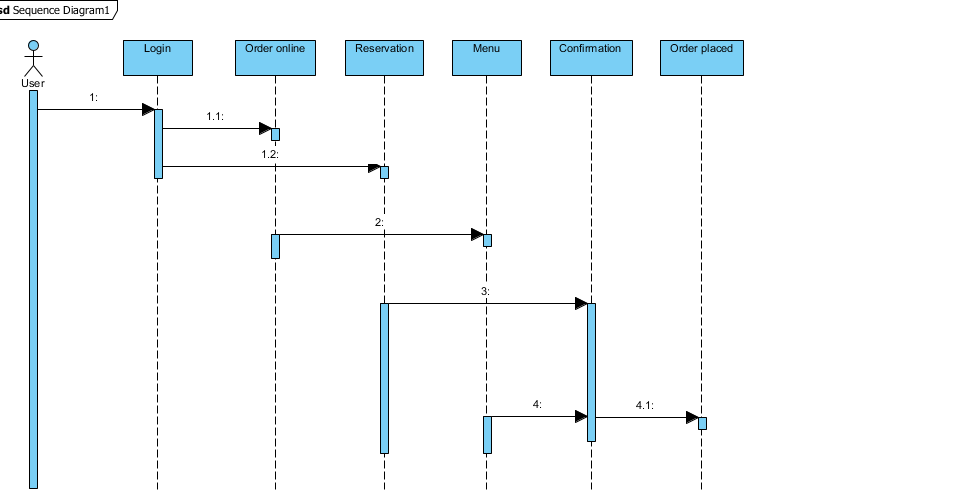 sd Sequence Diagram1
Login
Order online
Reservation
Menu
Confirmation
Order placed
User
1:
1.1:
1.2:
2:
3:
4:
4.1: